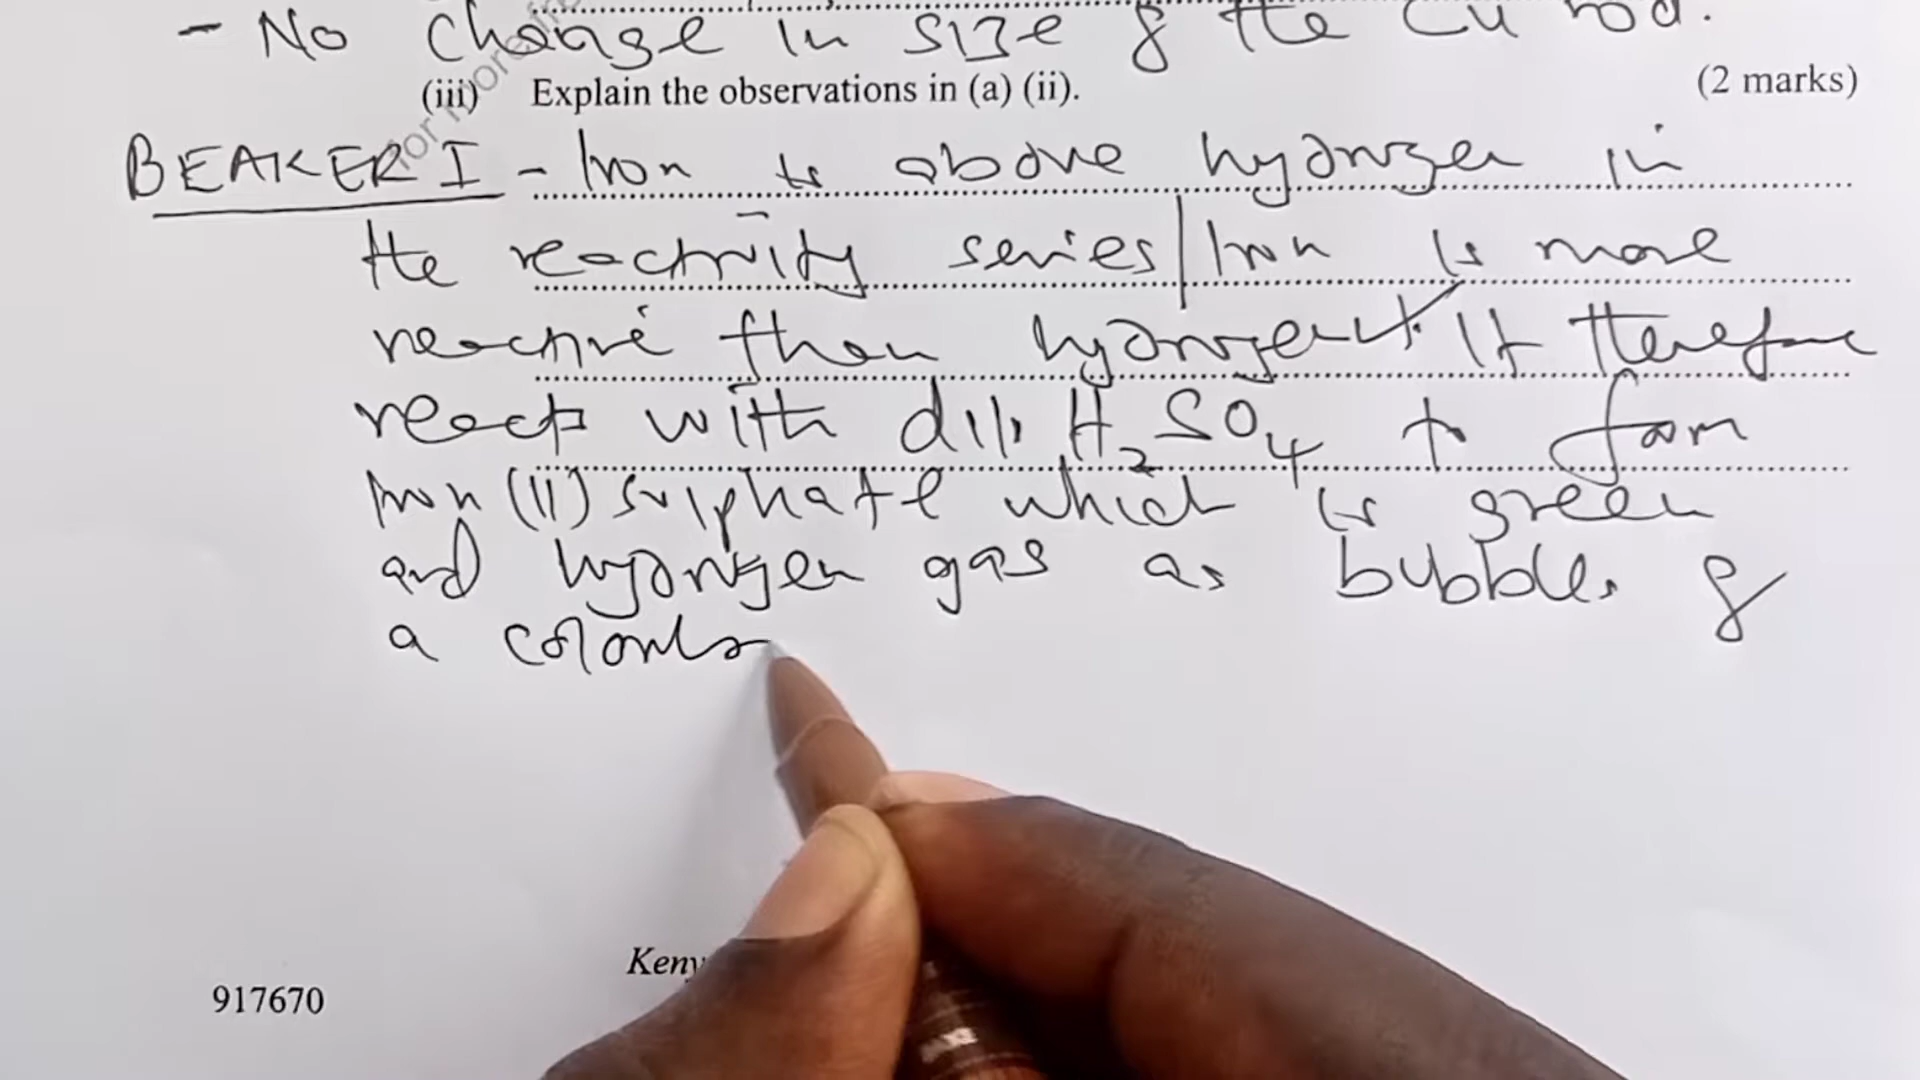 - No change in size of the Cu rod.
(iii) Explain the observations in (a) (ii). (2 marks)
BEAKER I - Iron is above hydrogen in
the reactivity series/Iron is more
reactive than hydrogen. It therefore
reacts with dil. H₂SO₄ to form
Iron (II) sulphate which is green
and hydrogen gas as bubbles of
a colourle
Keny
917670